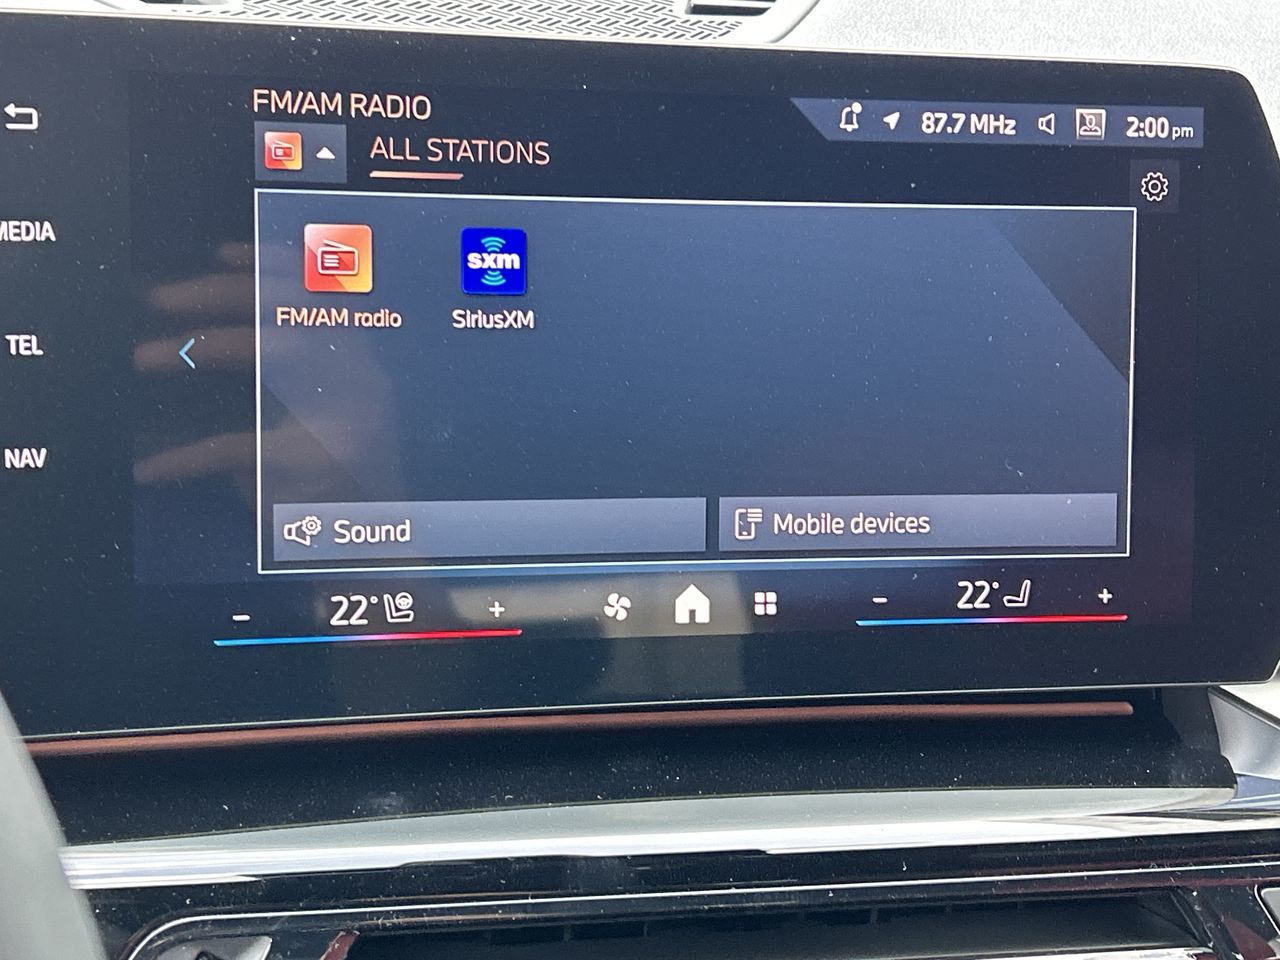 FM/AM RADIO
87.7 MHz
2:00 pm
ALL STATIONS
MEDIA
TEL
NAV
sxm
FM/AM radio
SiriusXM
Sound
Mobile devices
− 22° +
− 22° +